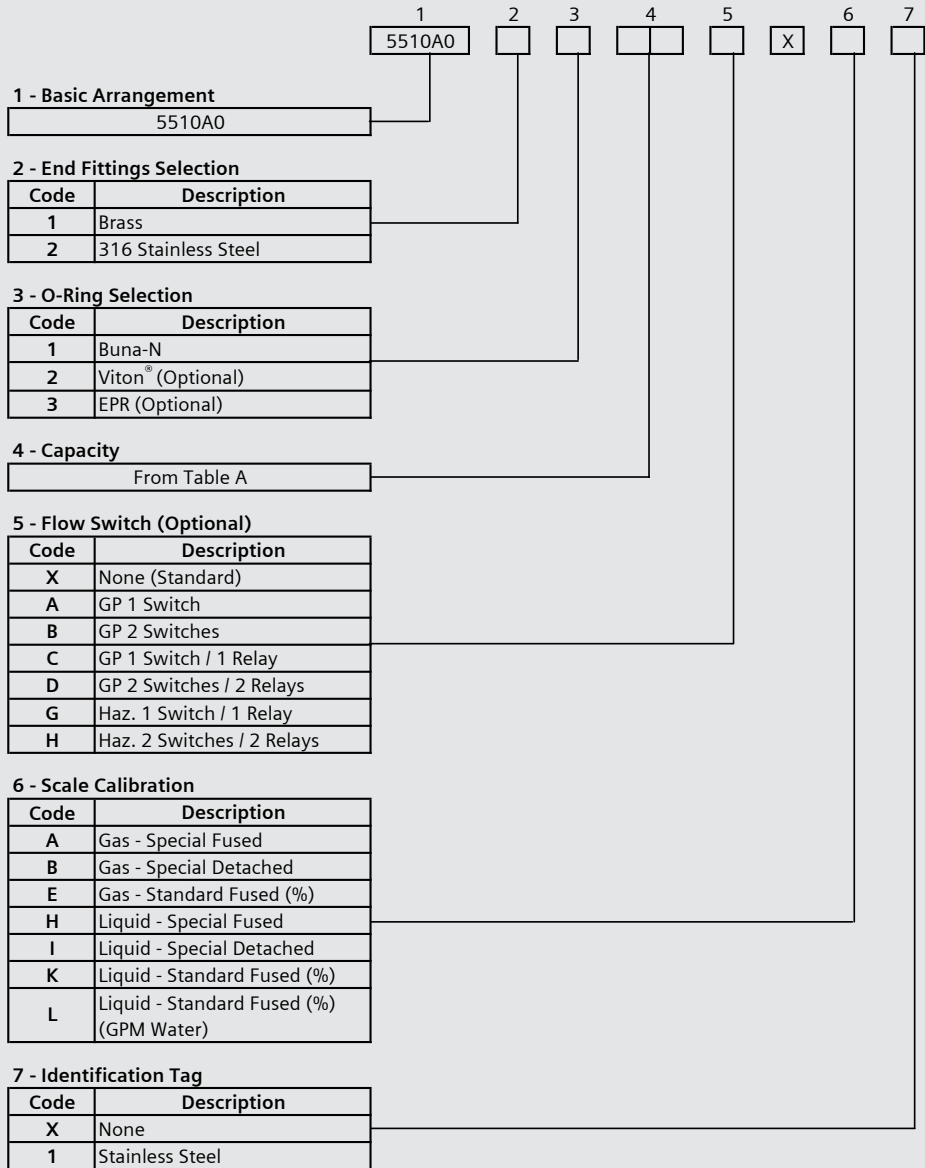 1 2 3 4 5 6 7
5510A0 X
1 - Basic Arrangement
5510A0
2 - End Fittings Selection
Code Description
1 Brass
2 316 Stainless Steel
3 - O-Ring Selection
Code Description
1 Buna-N
2 Viton® (Optional)
3 EPR (Optional)
4 - Capacity
From Table A
5 - Flow Switch (Optional)
Code Description
X None (Standard)
A GP 1 Switch
B GP 2 Switches
C GP 1 Switch / 1 Relay
D GP 2 Switches / 2 Relays
G Haz. 1 Switch / 1 Relay
H Haz. 2 Switches / 2 Relays
6 - Scale Calibration
Code Description
A Gas - Special Fused
B Gas - Special Detached
E Gas - Standard Fused (%)
H Liquid - Special Fused
I Liquid - Special Detached
K Liquid - Standard Fused (%)
L Liquid - Standard Fused (%)
(GPM Water)
7 - Identification Tag
Code Description
X None
1 Stainless Steel